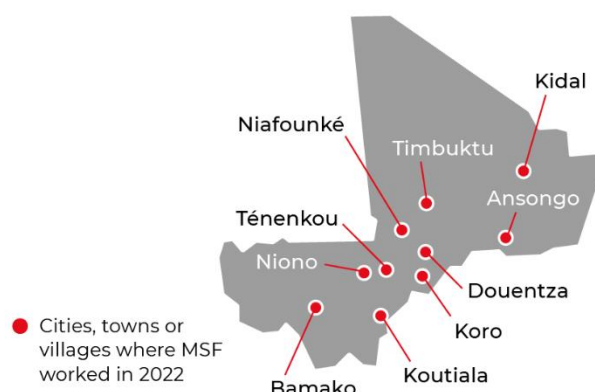 Kidal
Niafounké
Timbuktu
Ansongo
Ténenkou
Niono
Douentza
Koro
Cities, towns or
villages where MSF
worked in 2022
Koutiala
Bamako